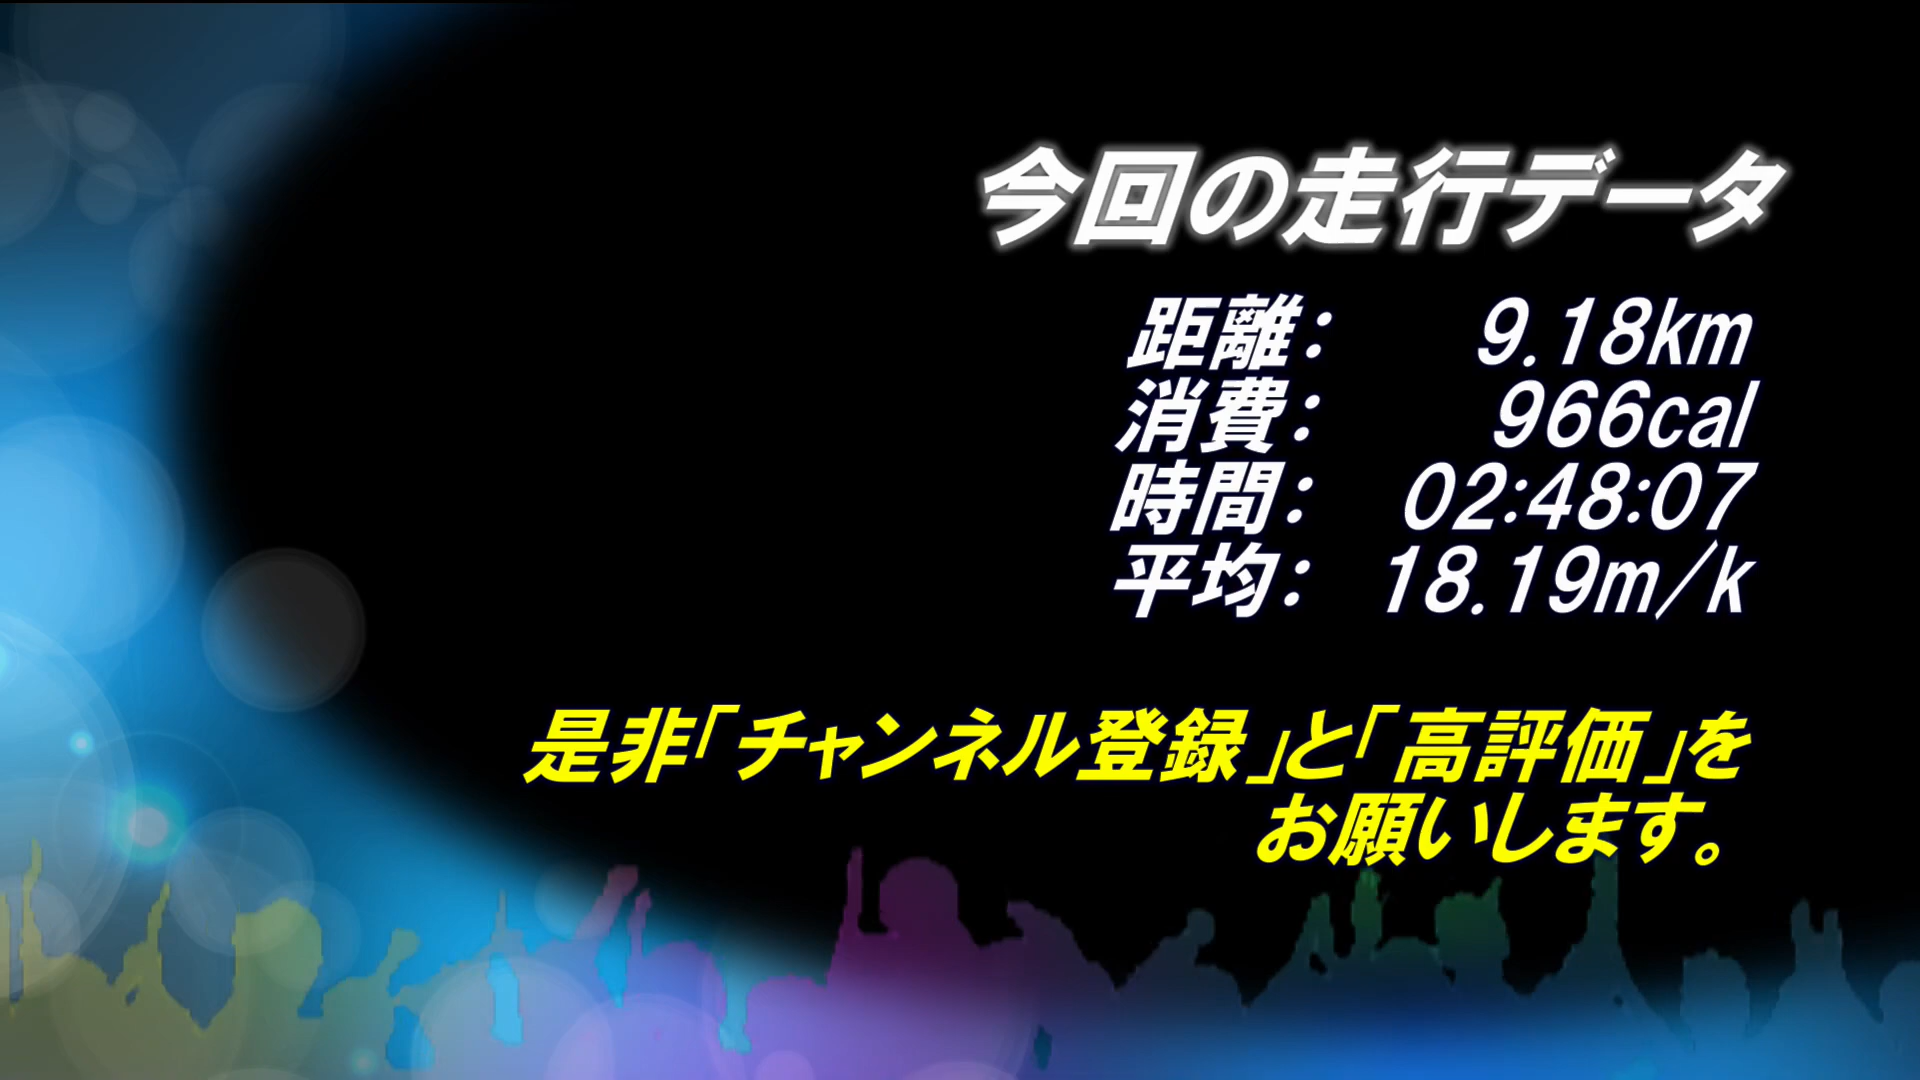 今回の走行データ
距離： 9.18km
消費： 966cal
時間： 02:48:07
平均： 18.19m/k
是非「チャンネル登録」と「高評価」を
お願いします。